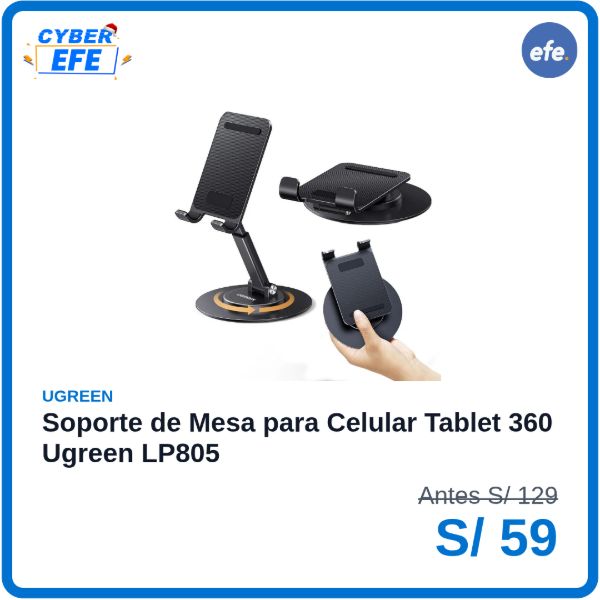 CYBER
EFE
efe.
UGREEN
Soporte de Mesa para Celular Tablet 360
Ugreen LP805
Antes S/ 129
S/ 59